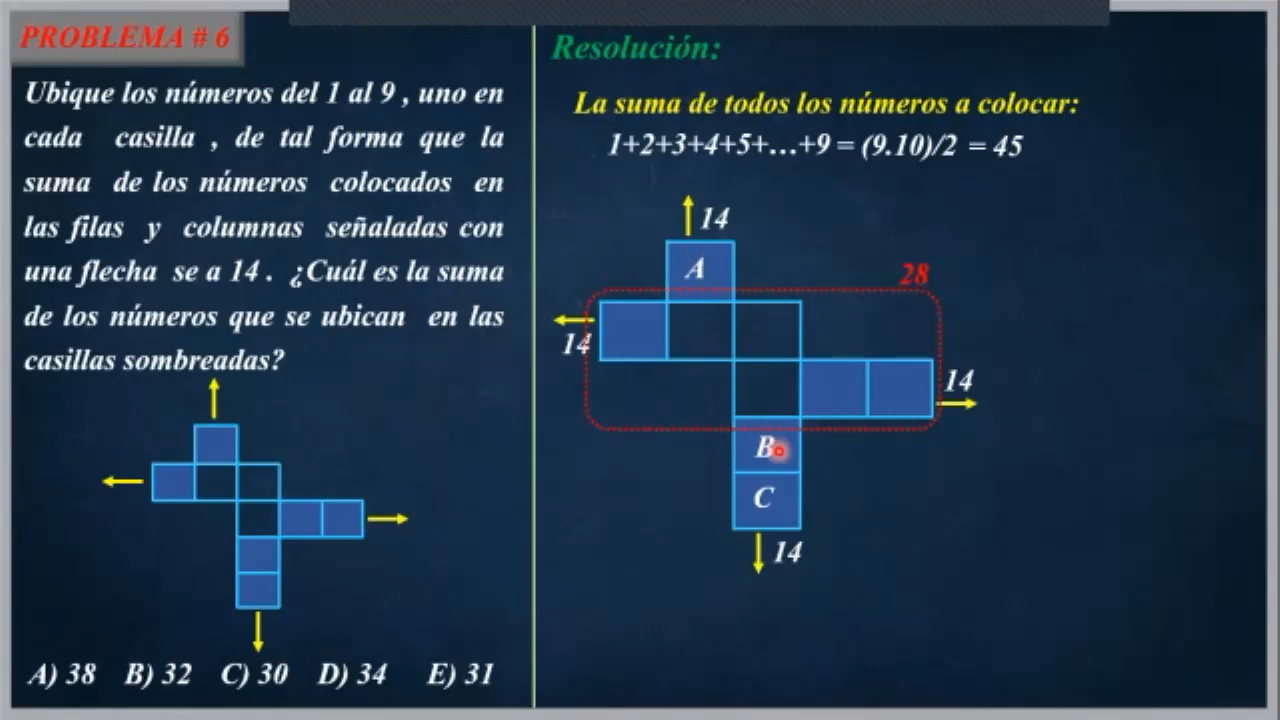 PROBLEMA # 6
Ubique los números del 1 al 9 , uno en
cada casilla , de tal forma que la
suma de los números colocados en
las filas y columnas señaladas con
una flecha se a 14 . ¿Cuál es la suma
de los números que se ubican en las
casillas sombreadas?
A) 38 B) 32 C) 30 D) 34 E) 31
Resolución:
La suma de todos los números a colocar:
1+2+3+4+5+…+9 = (9.10)/2 = 45
14
A
28
14
14
B
C
14